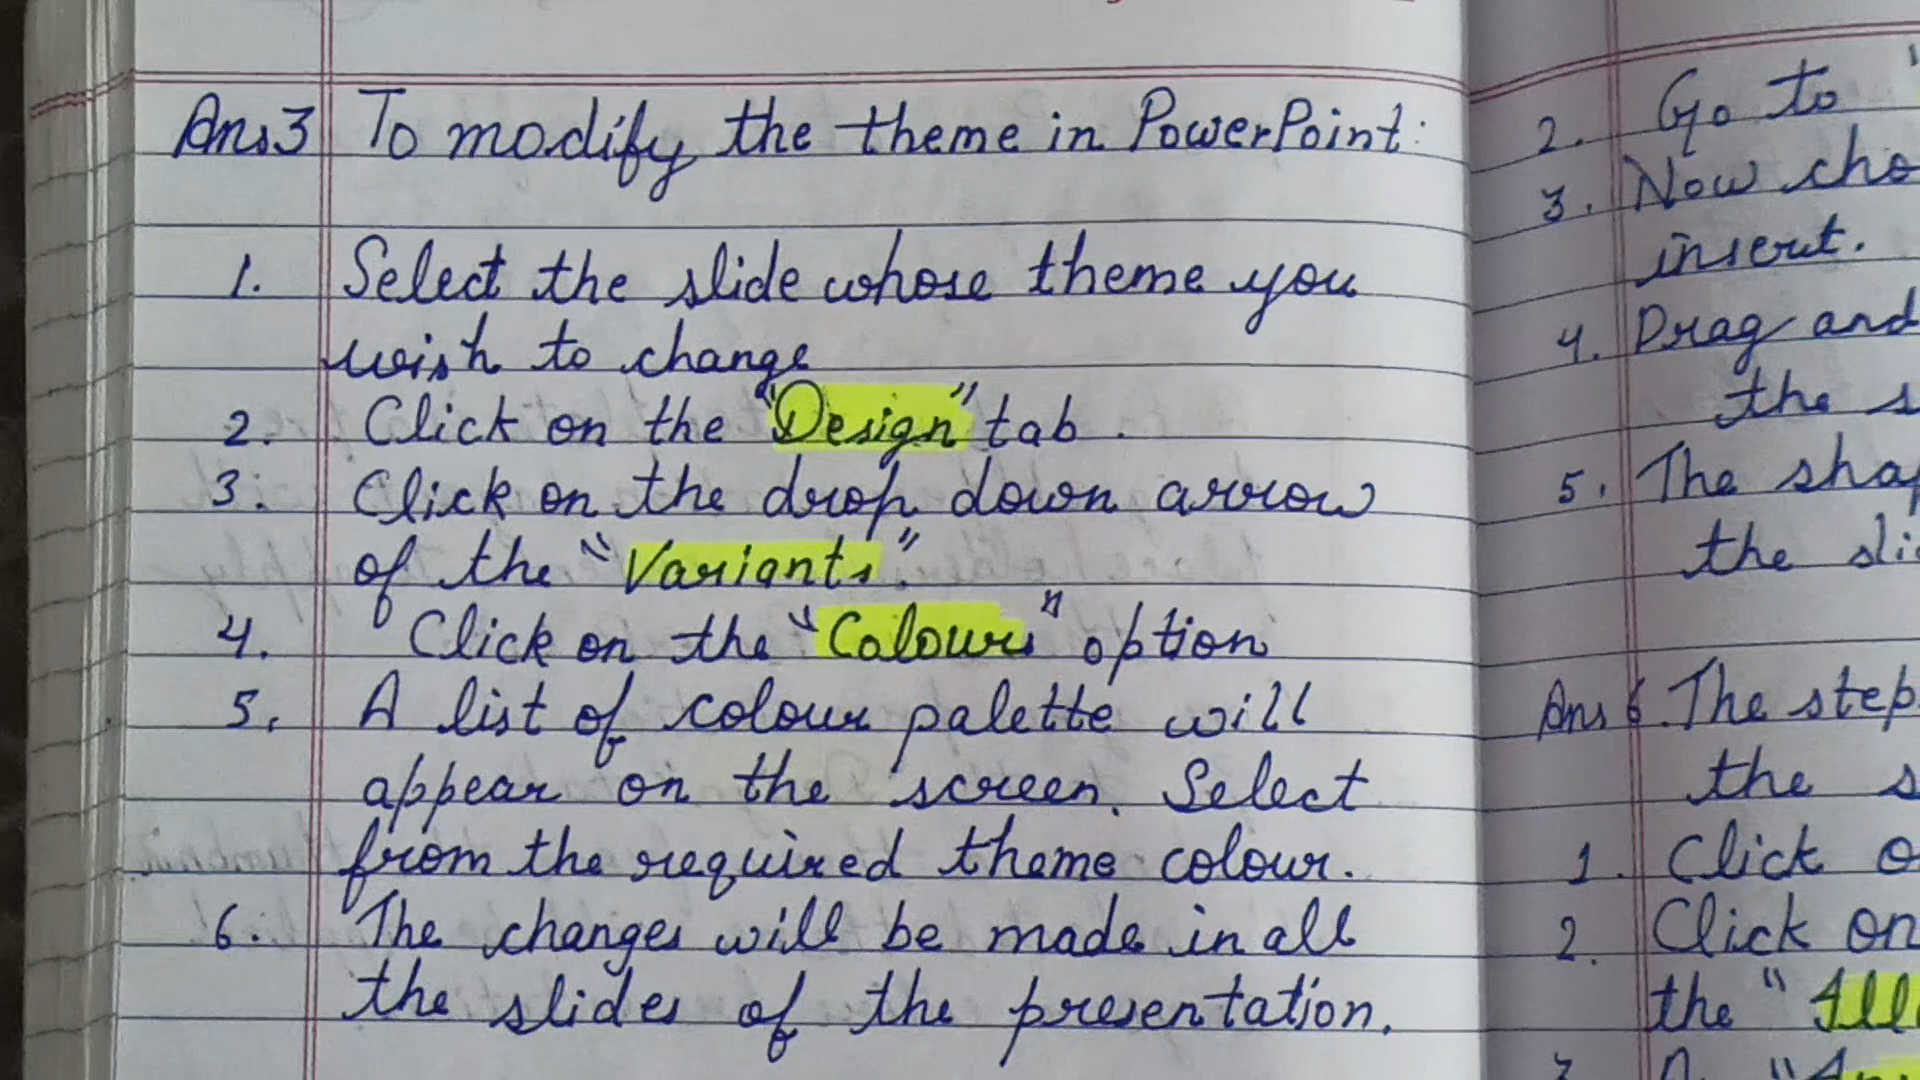 Ans3 To modify the theme in PowerPoint:
1. Select the slide whose theme you
wish to change
2. Click on the "Design" tab.
3. Click on the drop down arrow
of the "Variants".
4. Click on the "Colours" option
5. A list of colour palette will
appear on the screen. Select
from the required theme colour.
6. The changes will be made in all
the slides of the presentation.
2. Go to
3. Now
insert.
4. Drag and
the
5. The
the
Ans 6. The
the
1. Click
2. Click on
the "